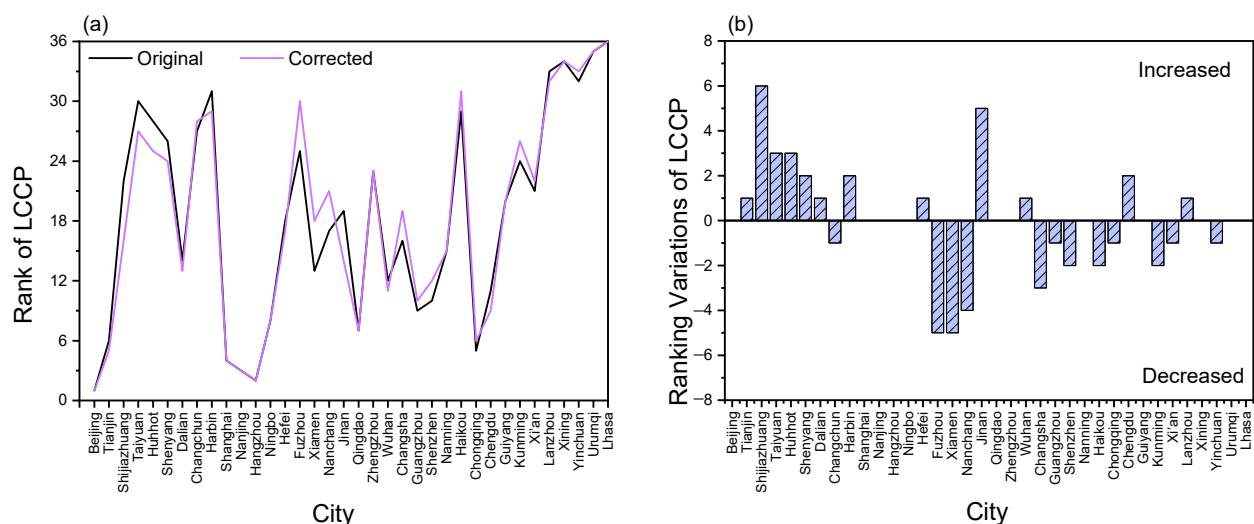 (a)
Original
Corrected
Rank of LCCP
36
30
24
18
12
6
0
Beijing
Tianjin
Shijiazhuang
Taiyuan
Huhhot
Shenyang
Dalian
Changchun
Harbin
Shanghai
Nanjing
Hangzhou
Ningbo
Hefei
Fuzhou
Xiamen
Nanchang
Jinan
Qingdao
Zhengzhou
Wuhan
Changsha
Guangzhou
Shenzhen
Nanning
Haikou
Chongqing
Chengdu
Guiyang
Kunming
Xi'an
Lanzhou
Xining
Yinchuan
Urumqi
Lhasa
City
(b)
Increased
Decreased
Ranking Variations of LCCP
8
6
4
2
0
−2
−4
−6
−8
Beijing
Tianjin
Shijiazhuang
Taiyuan
Huhhot
Shenyang
Dalian
Changchun
Harbin
Shanghai
Nanjing
Hangzhou
Ningbo
Hefei
Fuzhou
Xiamen
Nanchang
Jinan
Qingdao
Zhengzhou
Wuhan
Changsha
Guangzhou
Shenzhen
Nanning
Haikou
Chongqing
Chengdu
Guiyang
Kunming
Xi'an
Lanzhou
Xining
Yinchuan
Urumqi
Lhasa
City